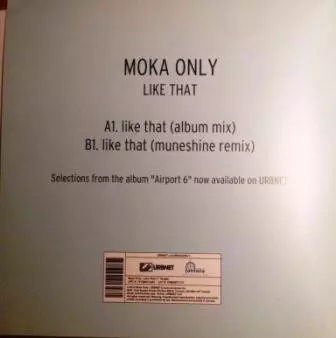 MOKA ONLY
LIKE THAT
A1. like that (album mix)
B1. like that (muneshine remix)
Selections from the album "Airport 6" now available on URBNET
URBNET